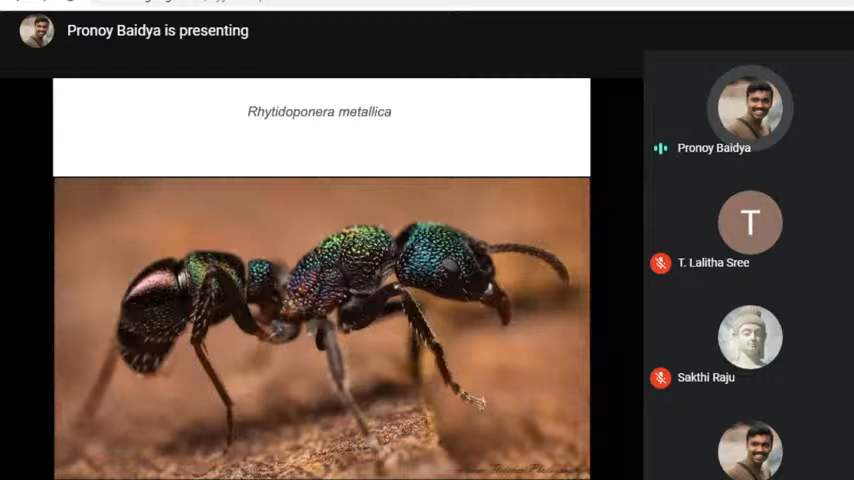 Pronoy Baidya is presenting
Rhytidoponera metallica
Pronoy Baidya
T
T. Lalitha Sree
Sakthi Raju